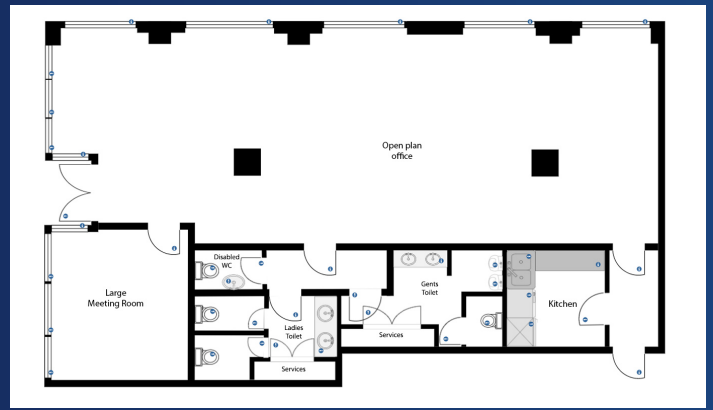 Open plan
office
Disabled
WC
Large
Meeting Room
Gents
Toilet
Kitchen
Ladies
Toilet
Services
Services